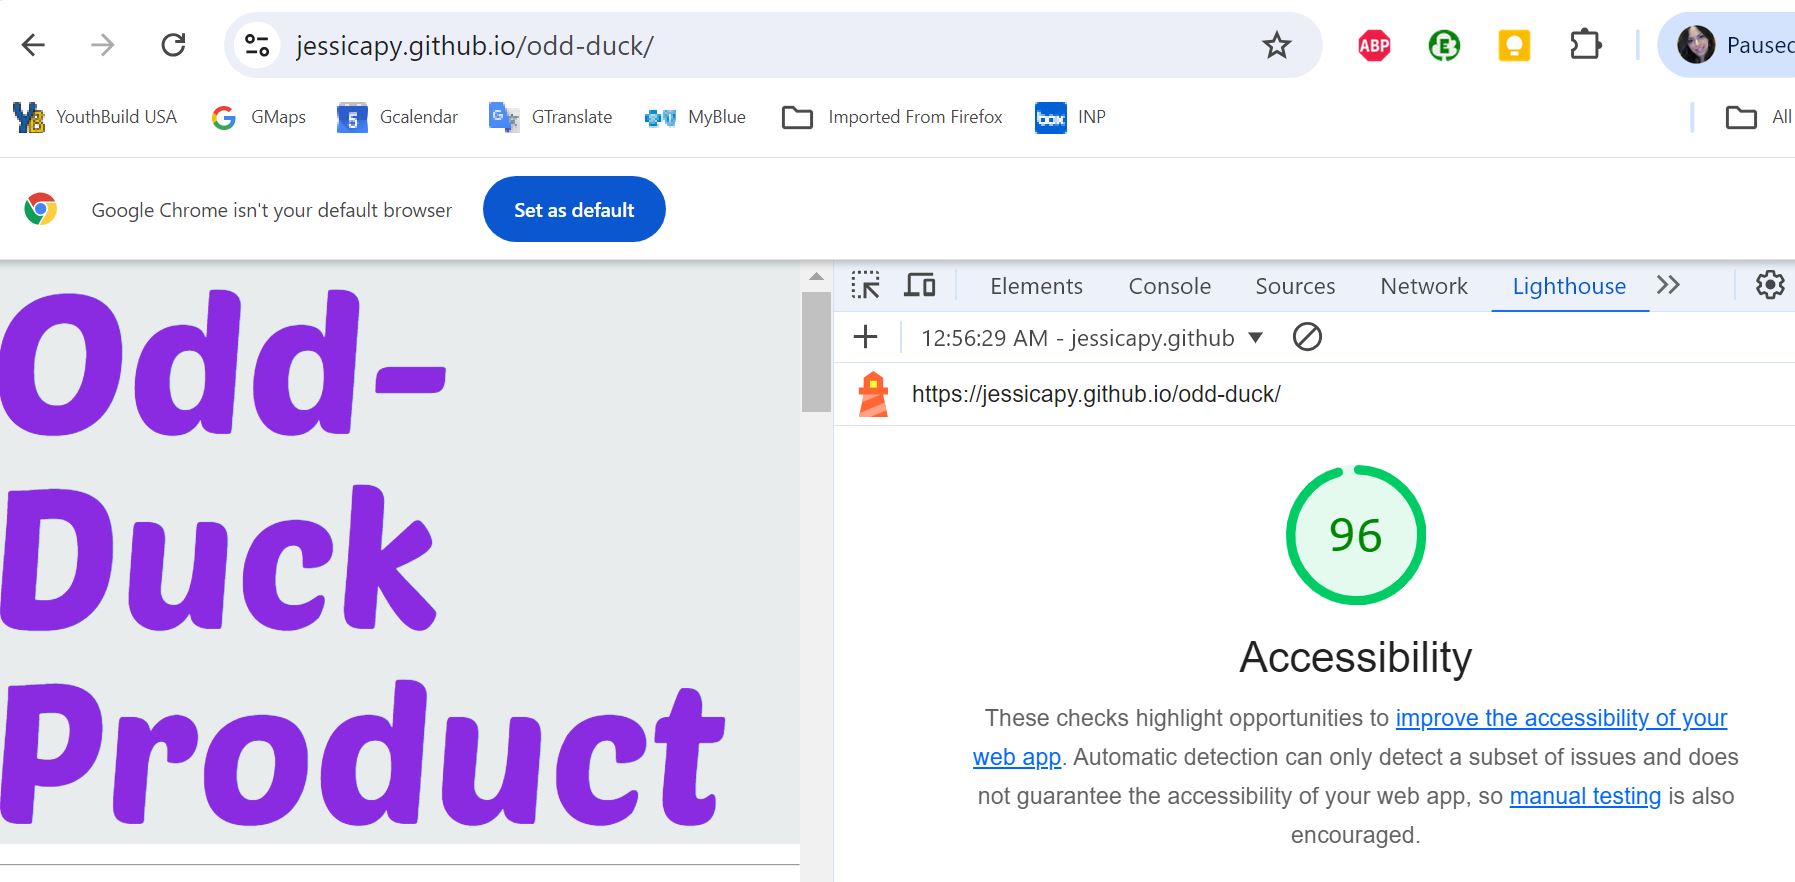 jessicapy.github.io/odd-duck/
ABP
E
Paused
YB YouthBuild USA
G GMaps
5 Gcalendar
G GTranslate
MyBlue
Imported From Firefox
box INP
All
Google Chrome isn't your default browser
Set as default
Odd-
Duck
Product
Elements Console Sources Network Lighthouse
12:56:29 AM - jessicapy.github
https://jessicapy.github.io/odd-duck/
96
Accessibility
These checks highlight opportunities to improve the accessibility of your
web app. Automatic detection can only detect a subset of issues and does
not guarantee the accessibility of your web app, so manual testing is also
encouraged.